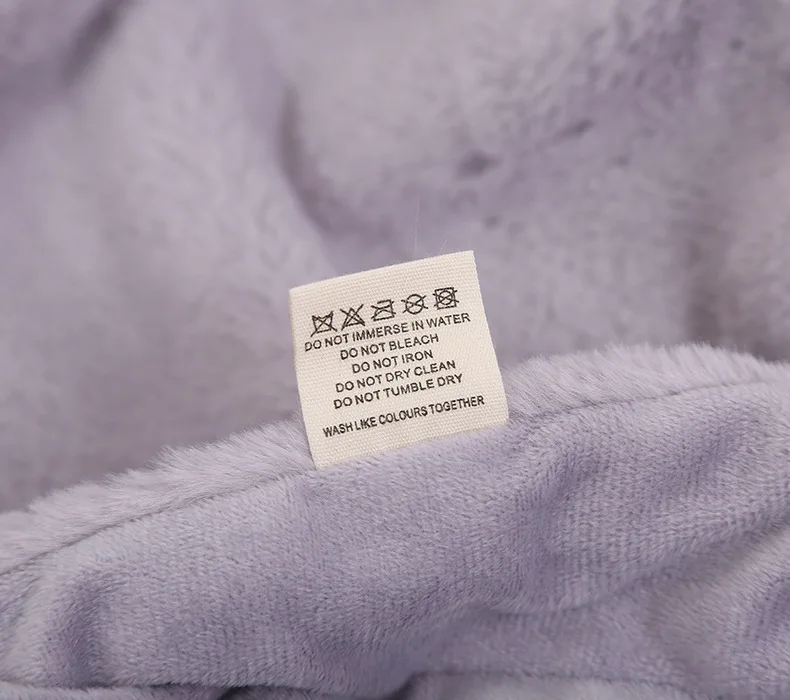 DO NOT IMMERSE IN WATER
DO NOT BLEACH
DO NOT IRON
DO NOT DRY CLEAN
DO NOT TUMBLE DRY
WASH LIKE COLOURS TOGETHER